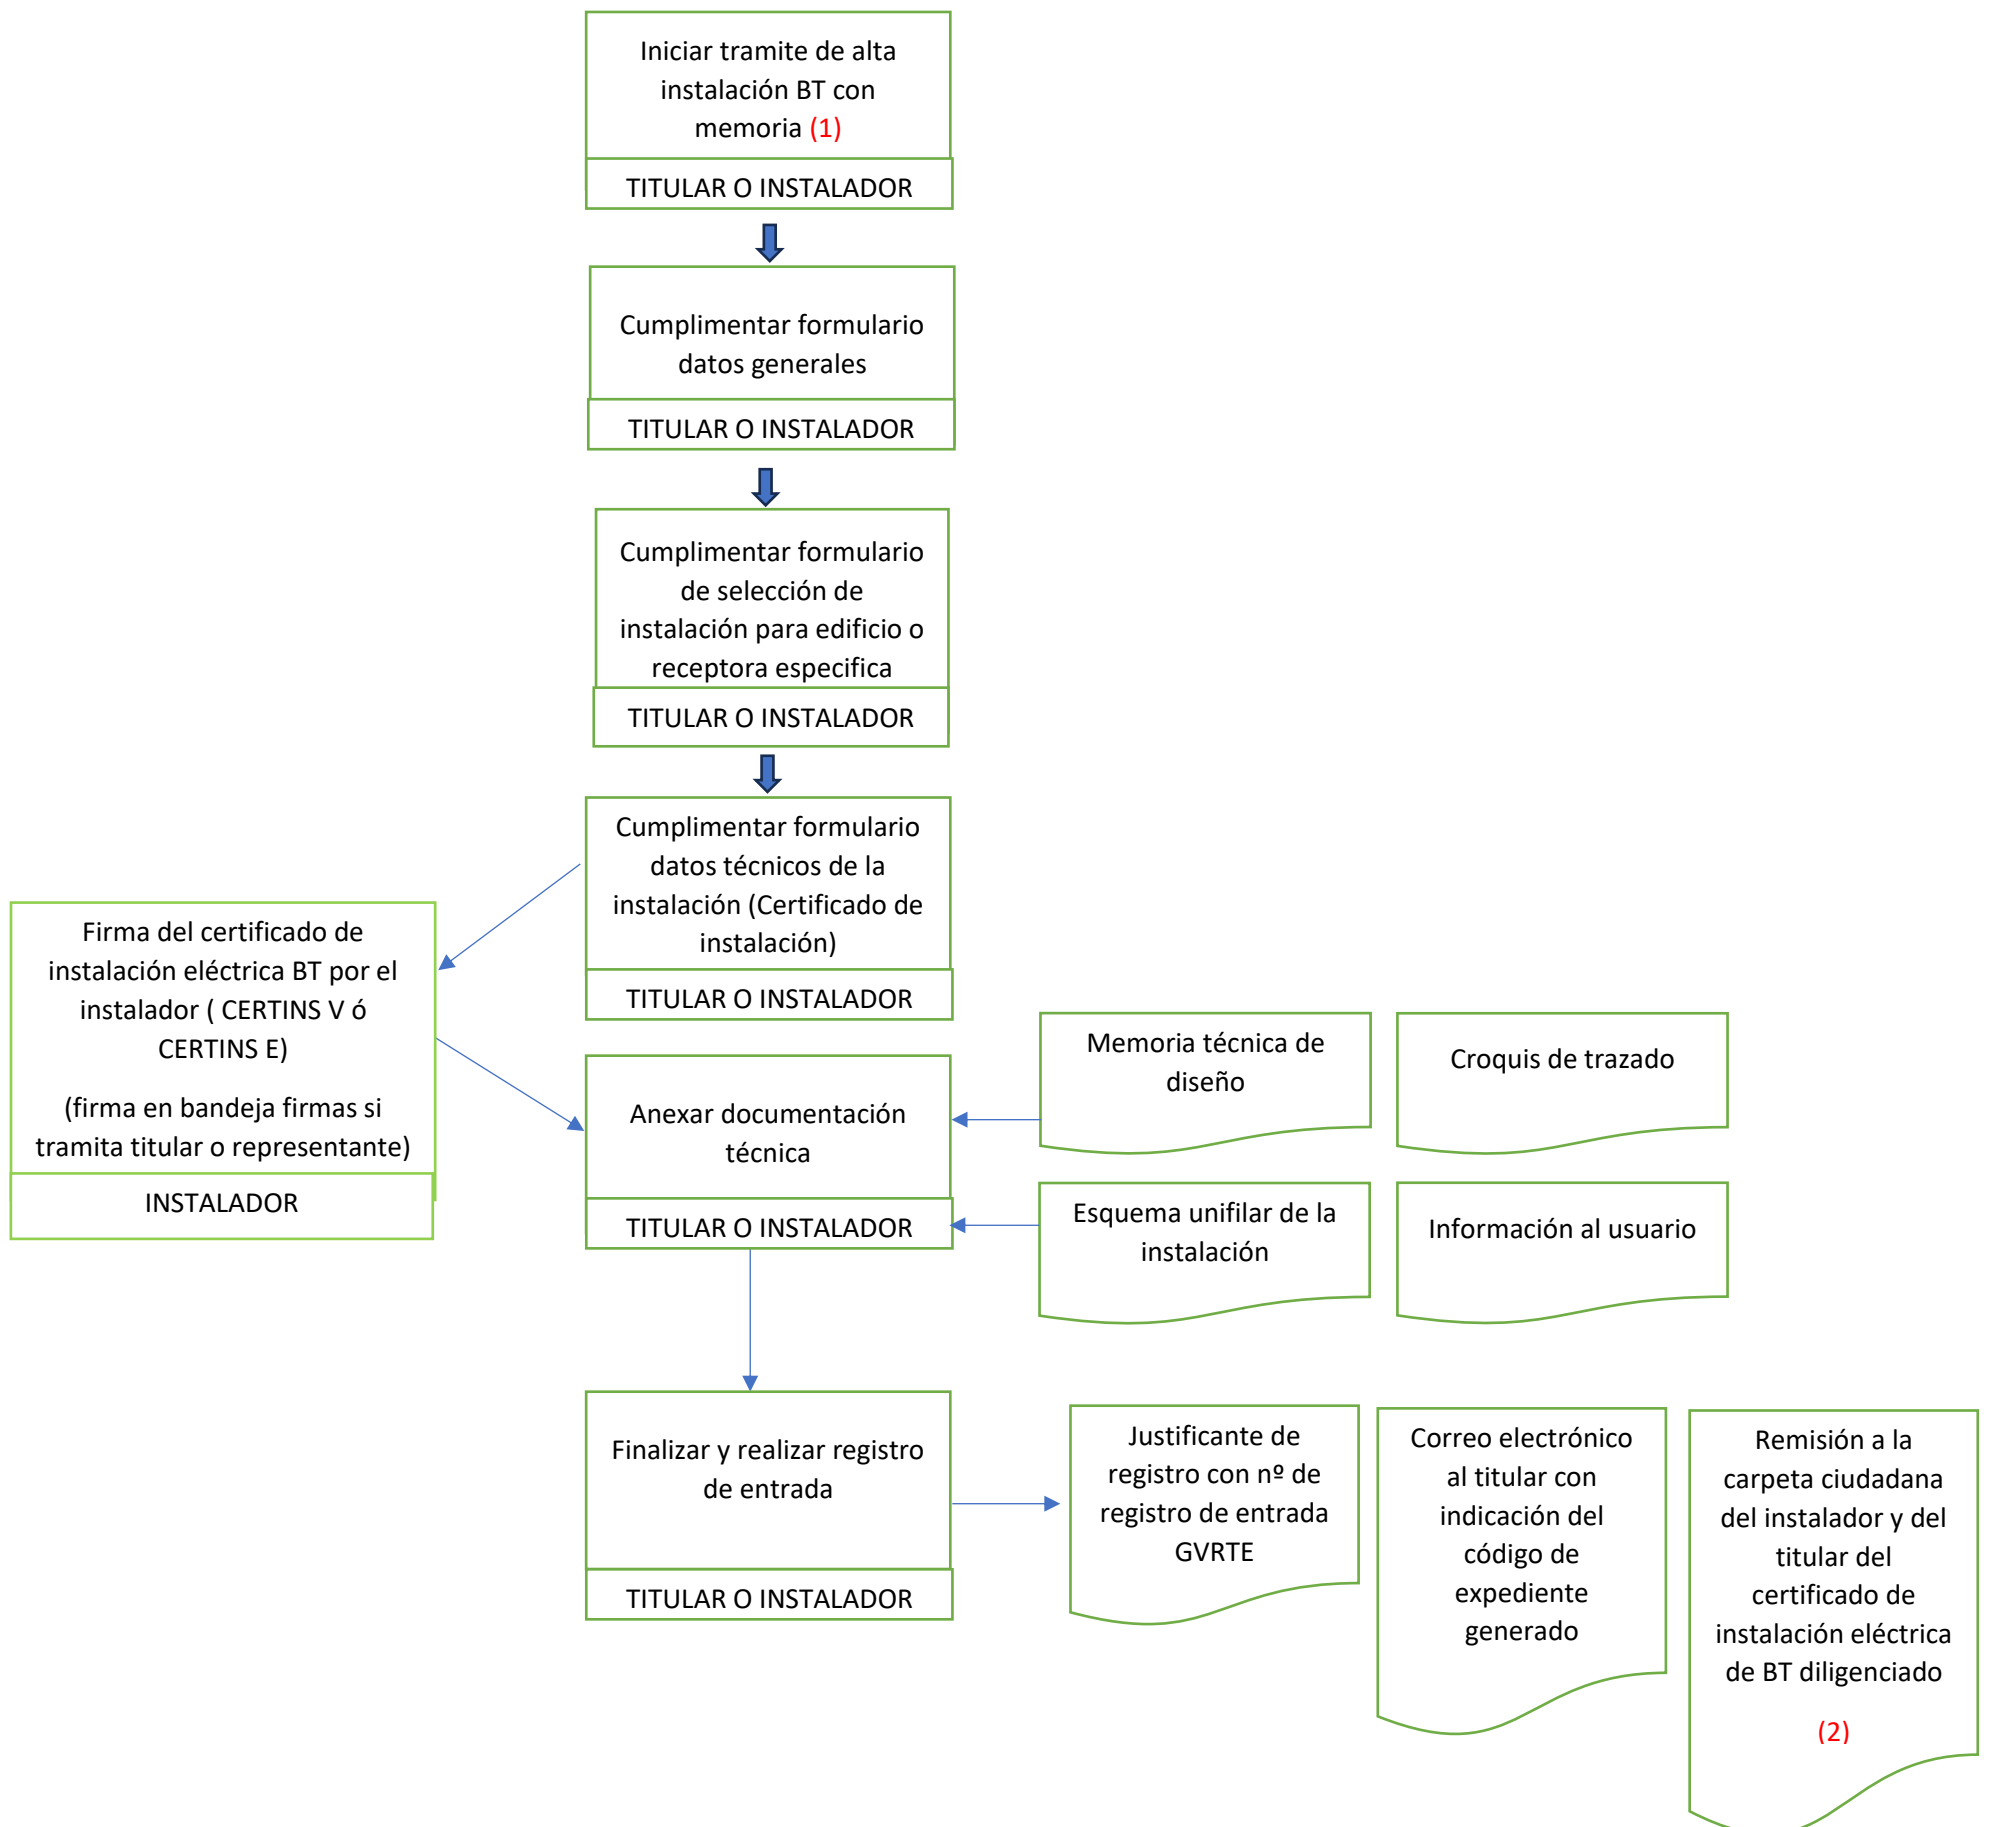 Iniciar tramite de alta
instalación BT con
memoria (1)
TITULAR O INSTALADOR
Cumplimentar formulario
datos generales
TITULAR O INSTALADOR
Cumplimentar formulario
de selección de
instalación para edificio o
receptora especifica
TITULAR O INSTALADOR
Cumplimentar formulario
datos técnicos de la
instalación (Certificado de
instalación)
TITULAR O INSTALADOR
Firma del certificado de
instalación eléctrica BT por el
instalador ( CERTINS V ó
CERTINS E)
(firma en bandeja firmas si
tramita titular o representante)
INSTALADOR
Anexar documentación
técnica
TITULAR O INSTALADOR
Memoria técnica de
diseño
Croquis de trazado
Esquema unifilar de la
instalación
Información al usuario
Finalizar y realizar registro
de entrada
TITULAR O INSTALADOR
Justificante de
registro con nº de
registro de entrada
GVRTE
Correo electrónico
al titular con
indicación del
código de
expediente
generado
Remisión a la
carpeta ciudadana
del instalador y del
titular del
certificado de
instalación eléctrica
de BT diligenciado
(2)